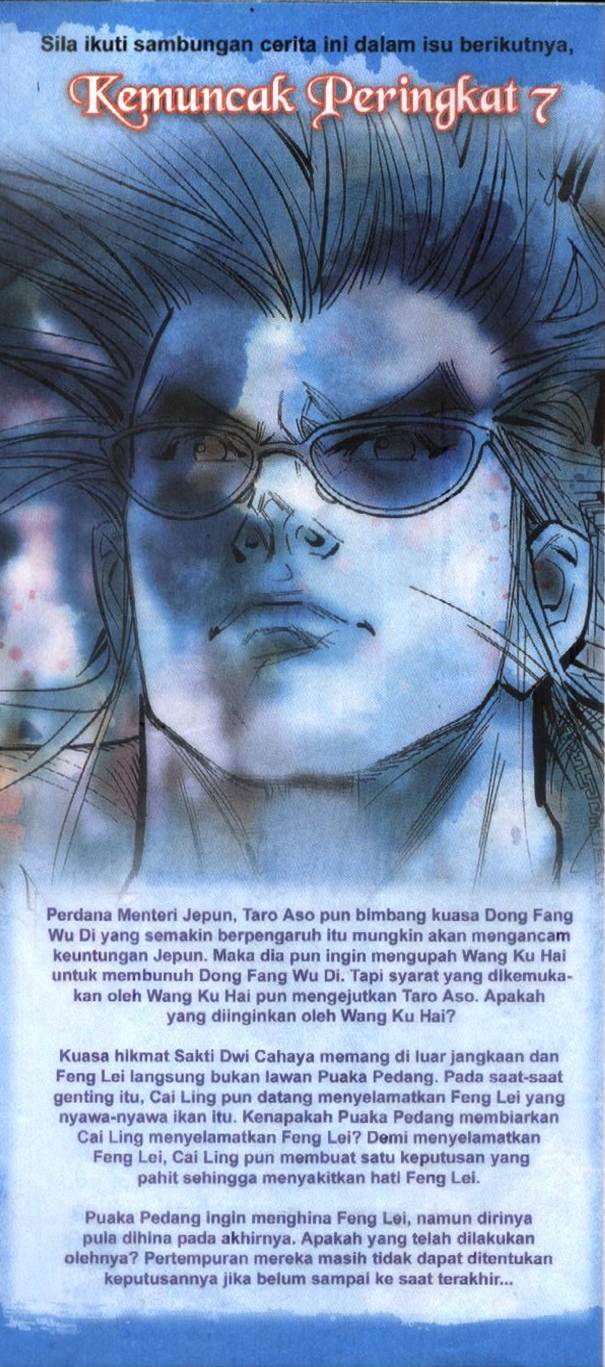 Sila ikuti sambungan cerita ini dalam isu berikutnya,
Kemuncak Peringkat 7
Perdana Menteri Jepun, Taro Aso pun bimbang kuasa Dong Fang
Wu Di yang semakin berpengaruh itu mungkin akan mengancam
keuntungan Jepun. Maka dia pun ingin mengupah Wang Ku Hai
untuk membunuh Dong Fang Wu Di. Tapi syarat yang dikemuka-
kan oleh Wang Ku Hai pun mengejutkan Taro Aso. Apakah
yang diinginkan oleh Wang Ku Hai?
Kuasa hikmat Sakti Dwi Cahaya memang di luar jangkaan dan
Feng Lei langsung bukan lawan Puaka Pedang. Pada saat-saat
genting itu, Cai Ling pun datang menyelamatkan Feng Lei yang
nyawa-nyawa ikan itu. Kenapakah Puaka Pedang membiarkan
Cai Ling menyelamatkan Feng Lei? Demi menyelamatkan
Feng Lei, Cai Ling pun membuat satu keputusan yang
pahit sehingga menyakitkan hati Feng Lei.
Puaka Pedang ingin menghina Feng Lei, namun dirinya
pula dihina pada akhirnya. Apakah yang telah dilakukan
olehnya? Pertempuran mereka masih tidak dapat ditentukan
keputusannya jika belum sampai ke saat terakhir...